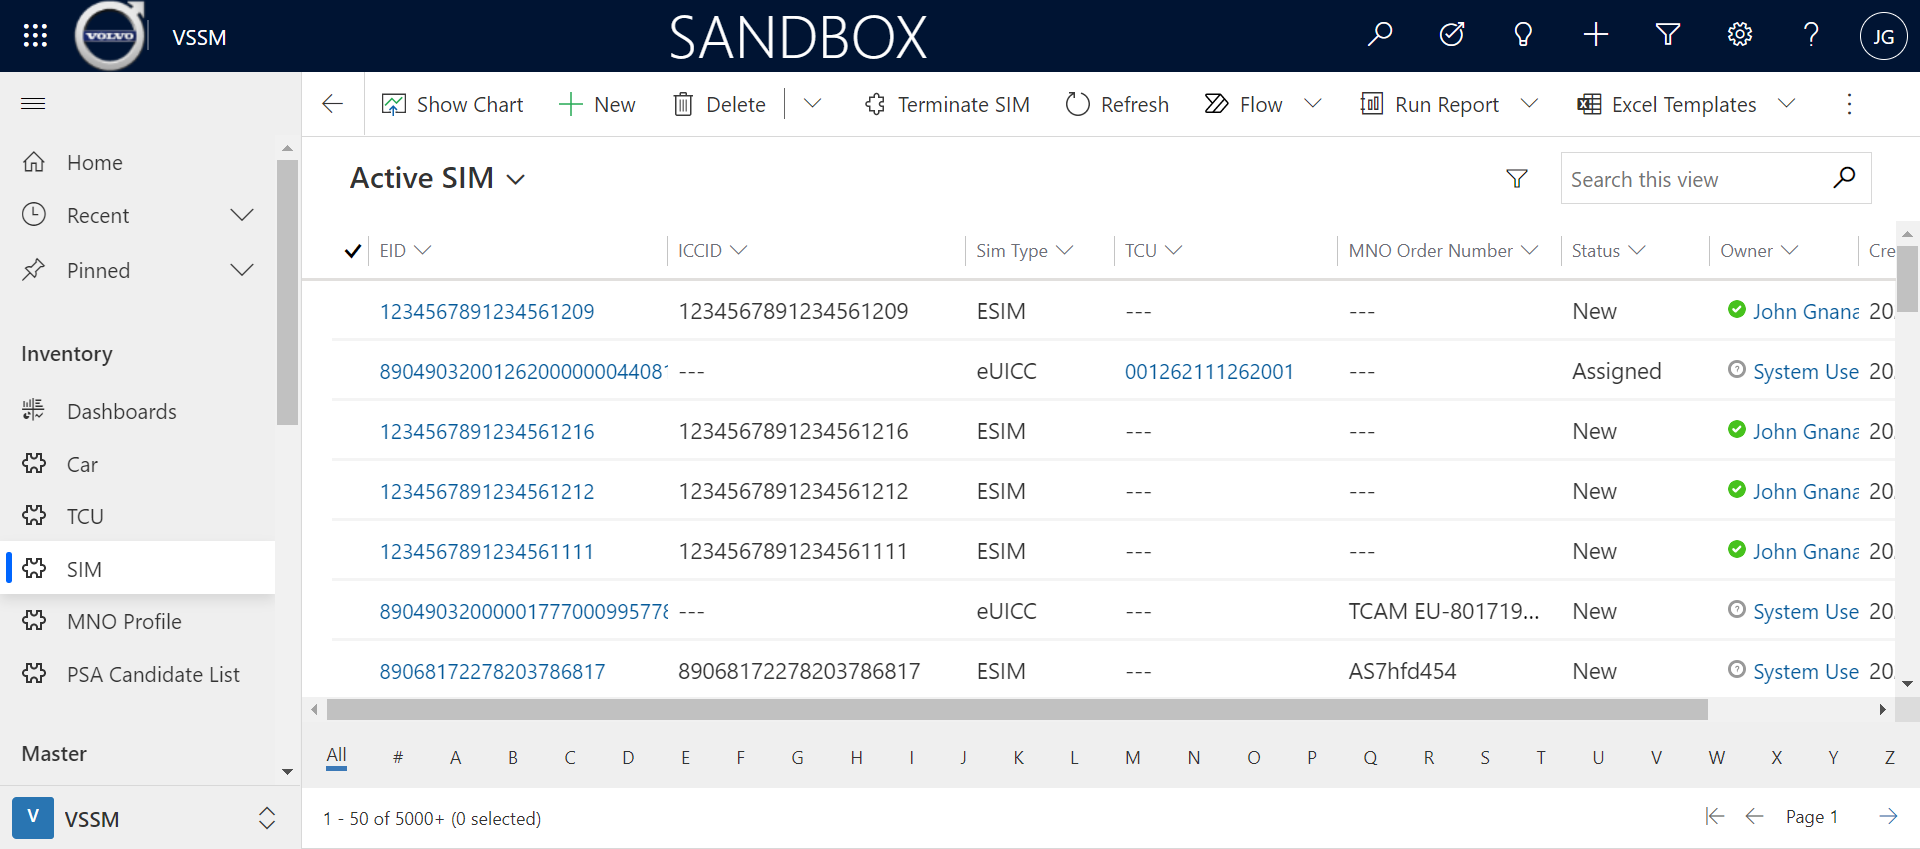 VOLVO VSSM SANDBOX JG
Show Chart New Delete Terminate SIM Refresh Flow Run Report Excel Templates
Home
Recent
Pinned
Inventory
Dashboards
Car
TCU
SIM
MNO Profile
PSA Candidate List
Master
V VSSM
Active SIM
Search this view
EID ICCID Sim Type TCU MNO Order Number Status Owner Cre
1234567891234561209 1234567891234561209 ESIM --- --- New John Gnana 20
8904903200126200000004408 --- eUICC 001262111262001 --- Assigned System Use 20
1234567891234561216 1234567891234561216 ESIM --- --- New John Gnana 20
1234567891234561212 1234567891234561212 ESIM --- --- New John Gnana 20
1234567891234561111 1234567891234561111 ESIM --- --- New John Gnana 20
8904903200000177700099577 --- eUICC --- TCAM EU-801719... New System Use 20
89068172278203786817 89068172278203786817 ESIM --- AS7hfd454 New System Use 20
All # A B C D E F G H I J K L M N O P Q R S T U V W X Y Z
1 - 50 of 5000+ (0 selected) Page 1